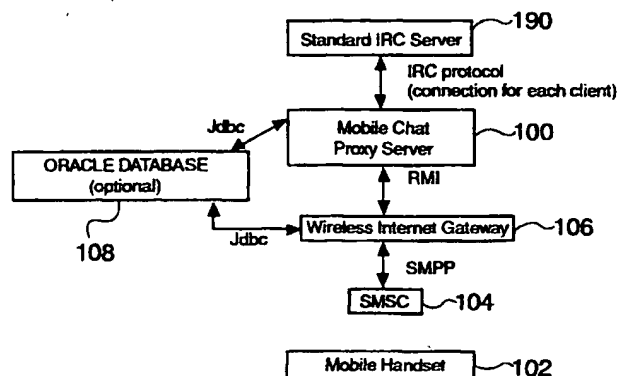 190
Standard IRC Server
IRC protocol
(connection for each client)
Jdbc
Mobile Chat
Proxy Server
100
ORACLE DATABASE
(optional)
RMI
108
Jdbc
Wireless Internet Gateway
106
SMPP
SMSC
104
Mobile Handset
102